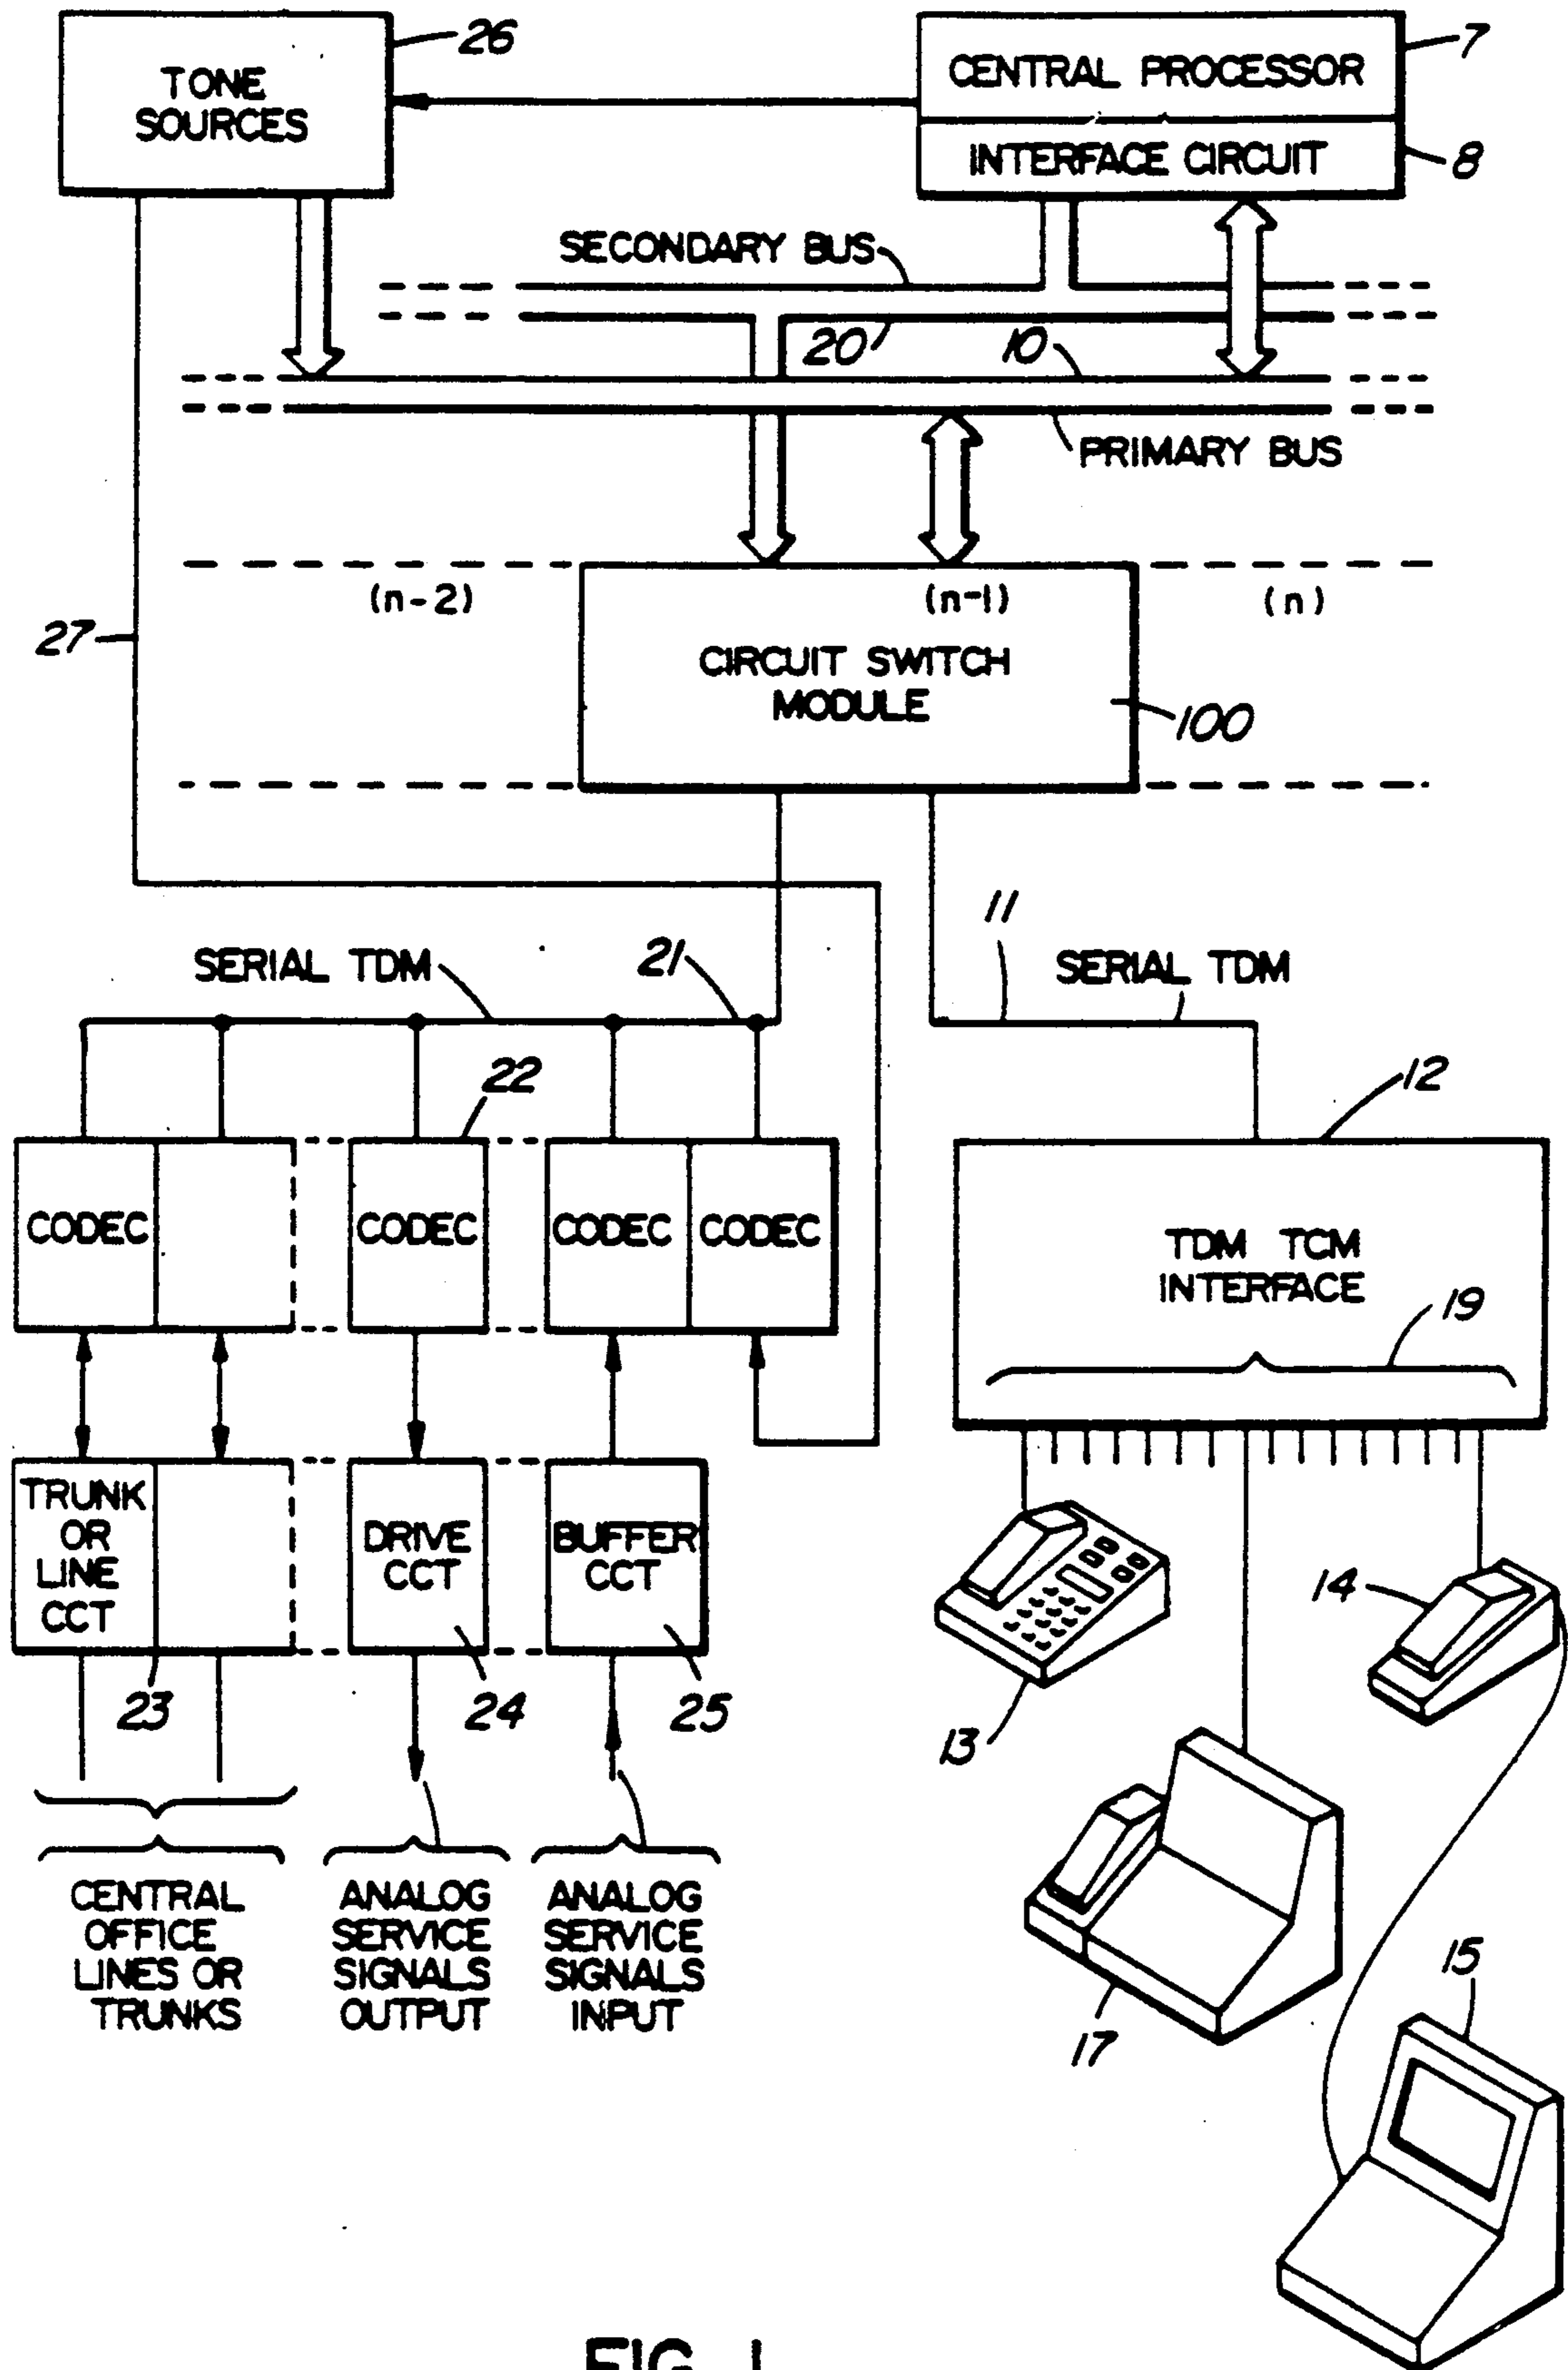 26
TONE
SOURCES
7
CENTRAL PROCESSOR
INTERFACE CIRCUIT
8
SECONDARY BUS
20
10
PRIMARY BUS
(n-2)
(n-1)
(n)
27
CIRCUIT SWITCH
MODULE
100
SERIAL TDM
21
11
SERIAL TDM
22
12
CODEC
CODEC
CODEC
CODEC
TDM TCM
INTERFACE
19
TRUNK
OR
LINE
CCT
DRIVE
CCT
BUFFER
CCT
23
24
25
13
14
17
15
CENTRAL
OFFICE
LINES OR
TRUNKS
ANALOG
SERVICE
SIGNALS
OUTPUT
ANALOG
SERVICE
SIGNALS
INPUT
FIG. 1